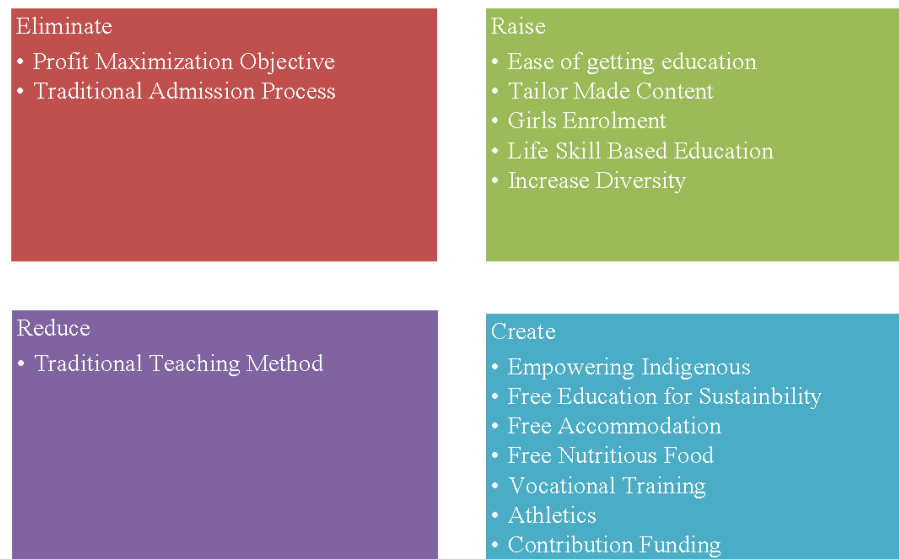 Eliminate
• Profit Maximization Objective
• Traditional Admission Process
Raise
• Ease of getting education
• Tailor Made Content
• Girls Enrolment
• Life Skill Based Education
• Increase Diversity
Reduce
• Traditional Teaching Method
Create
• Empowering Indigenous
• Free Education for Sustainbility
• Free Accommodation
• Free Nutritious Food
• Vocational Training
• Athletics
• Contribution Funding